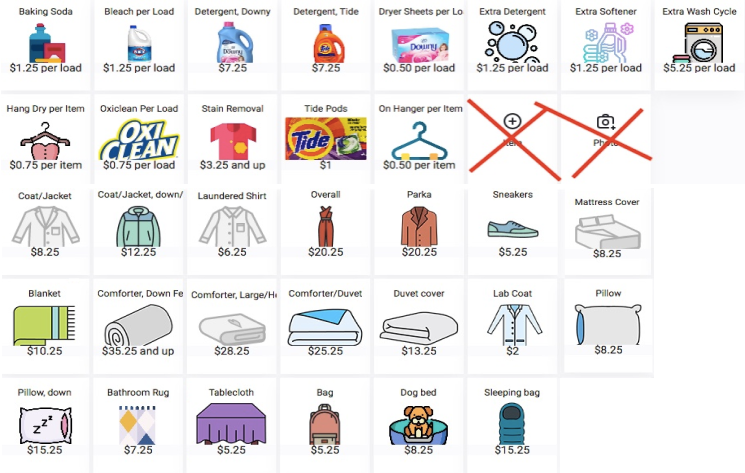 Baking Soda
$1.25 per load
Bleach per Load
$1.25 per load
Detergent, Downy
Downy
$7.25
Detergent, Tide
Tide
$7.25
Dryer Sheets per Lo
Downy
$0.50 per load
Extra Detergent
$1.25 per load
Extra Softener
$1.25 per load
Extra Wash Cycle
$5.25 per load
Hang Dry per Item
$0.75 per item
Oxiclean Per Load
OXI
CLEAN
$0.75 per load
Stain Removal
$3.25 and up
Tide Pods
Tide
$1
On Hanger per Item
$0.50 per item
Coat/Jacket
$8.25
Coat/Jacket, down/
$12.25
Laundered Shirt
$6.25
Overall
$20.25
Parka
$20.25
Sneakers
$5.25
Mattress Cover
$8.25
Blanket
$10.25
Comforter, Down Fe
$35.25 and up
Comforter, Large/He
$28.25
Comforter/Duvet
$25.25
Duvet cover
$13.25
Lab Coat
$2
Pillow
$8.25
Pillow, down
zzz
$15.25
Bathroom Rug
$7.25
Tablecloth
$5.25
Bag
$5.25
Dog bed
$8.25
Sleeping bag
$15.25